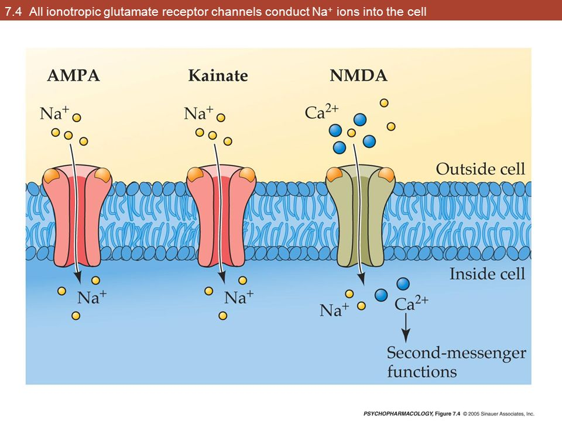 7.4 All ionotropic glutamate receptor channels conduct Na⁺ ions into the cell
AMPA
Kainate
NMDA
Na⁺
Na⁺
Ca²⁺
Outside cell
Inside cell
Na⁺
Na⁺
Na⁺
Ca²⁺
Second-messenger
functions
PSYCHOPHARMACOLOGY, Figure 7.4 © 2005 Sinauer Associates, Inc.